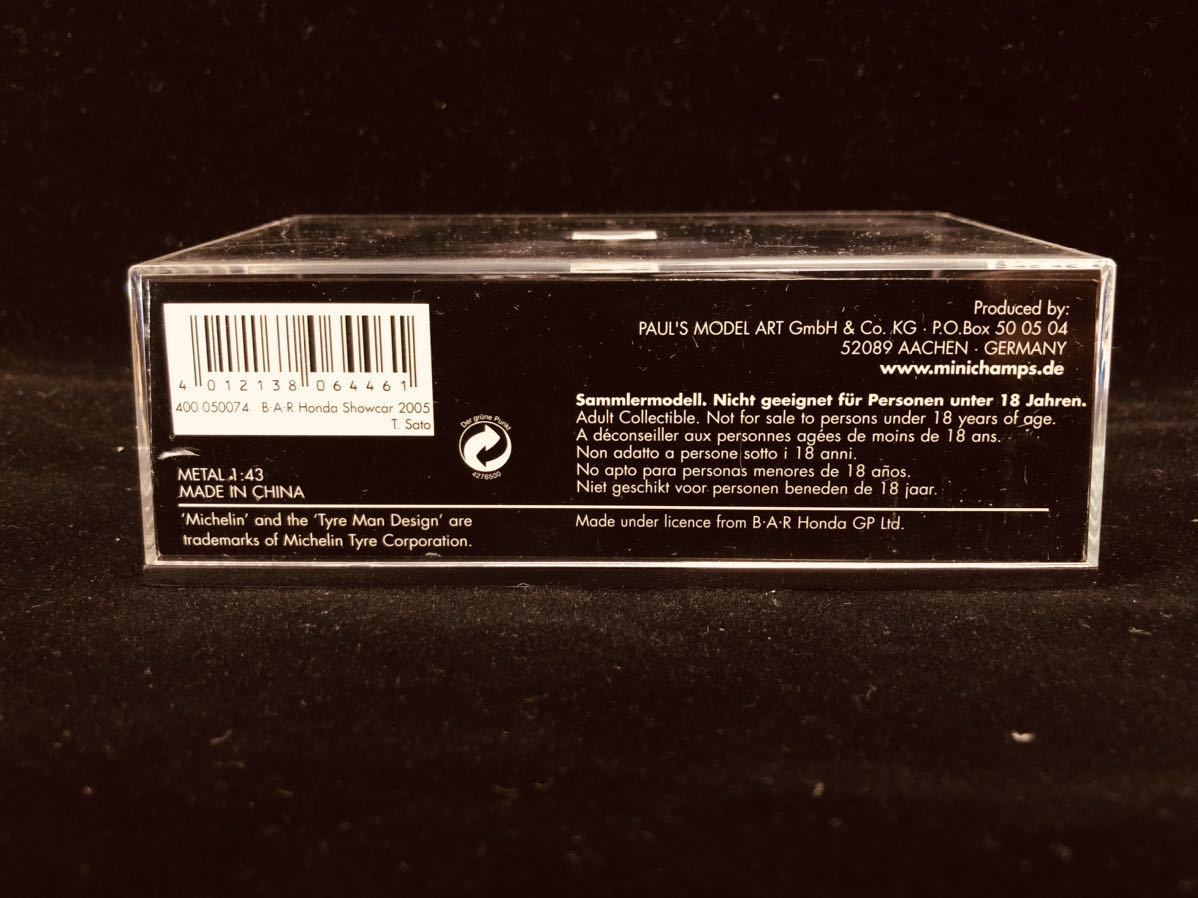 4 012138 064461
400 050074 B·A·R Honda Showcar 2005
T. Sato
METAL 1:43
MADE IN CHINA
'Michelin' and the 'Tyre Man Design' are
trademarks of Michelin Tyre Corporation.
Der grüne Punkt
4276500
Produced by:
PAUL'S MODEL ART GmbH & Co. KG · P.O.Box 50 05 04
52089 AACHEN · GERMANY
www.minichamps.de
Sammlermodell. Nicht geeignet für Personen unter 18 Jahren.
Adult Collectible. Not for sale to persons under 18 years of age.
A déconseiller aux personnes agées de moins de 18 ans.
Non adatto a persone sotto i 18 anni.
No apto para personas menores de 18 años.
Niet geschikt voor personen beneden de 18 jaar.
Made under licence from B·A·R Honda GP Ltd.